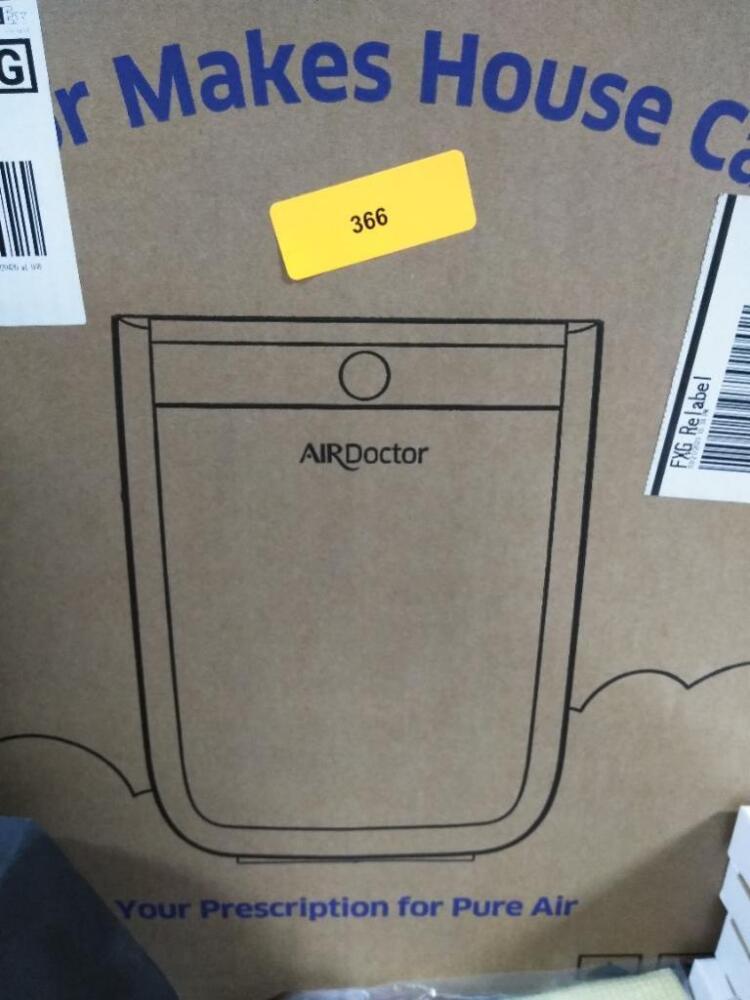 G
r Makes House Ca
366
FXG Relabel
AIRDoctor
Your Prescription for Pure Air